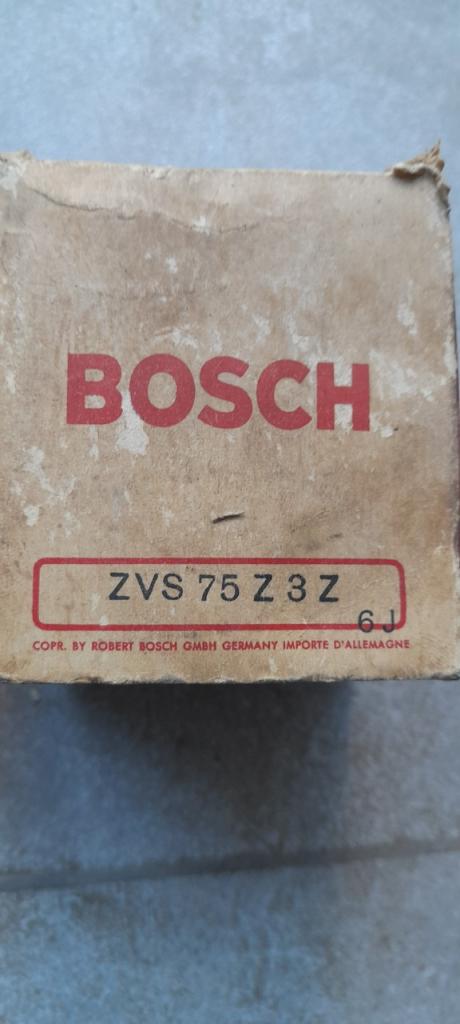 BOSCH
ZVS 75 Z 3 Z
6 J
COPR. BY ROBERT BOSCH GMBH GERMANY IMPORTE D'ALLEMAGNE